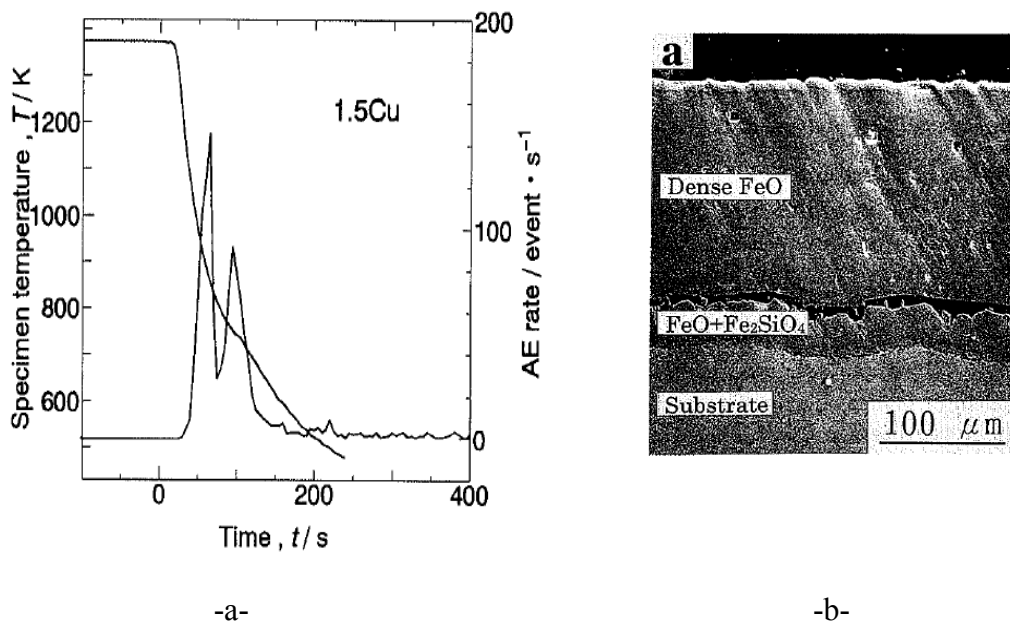 200
1200
1000
800
600
100
0
1.5Cu
Specimen temperature , T / K
AE rate / event · s⁻¹
0
200
400
Time , t / s
-a-
a
Dense FeO
FeO+Fe₂SiO₄
Substrate
100 μm
-b-